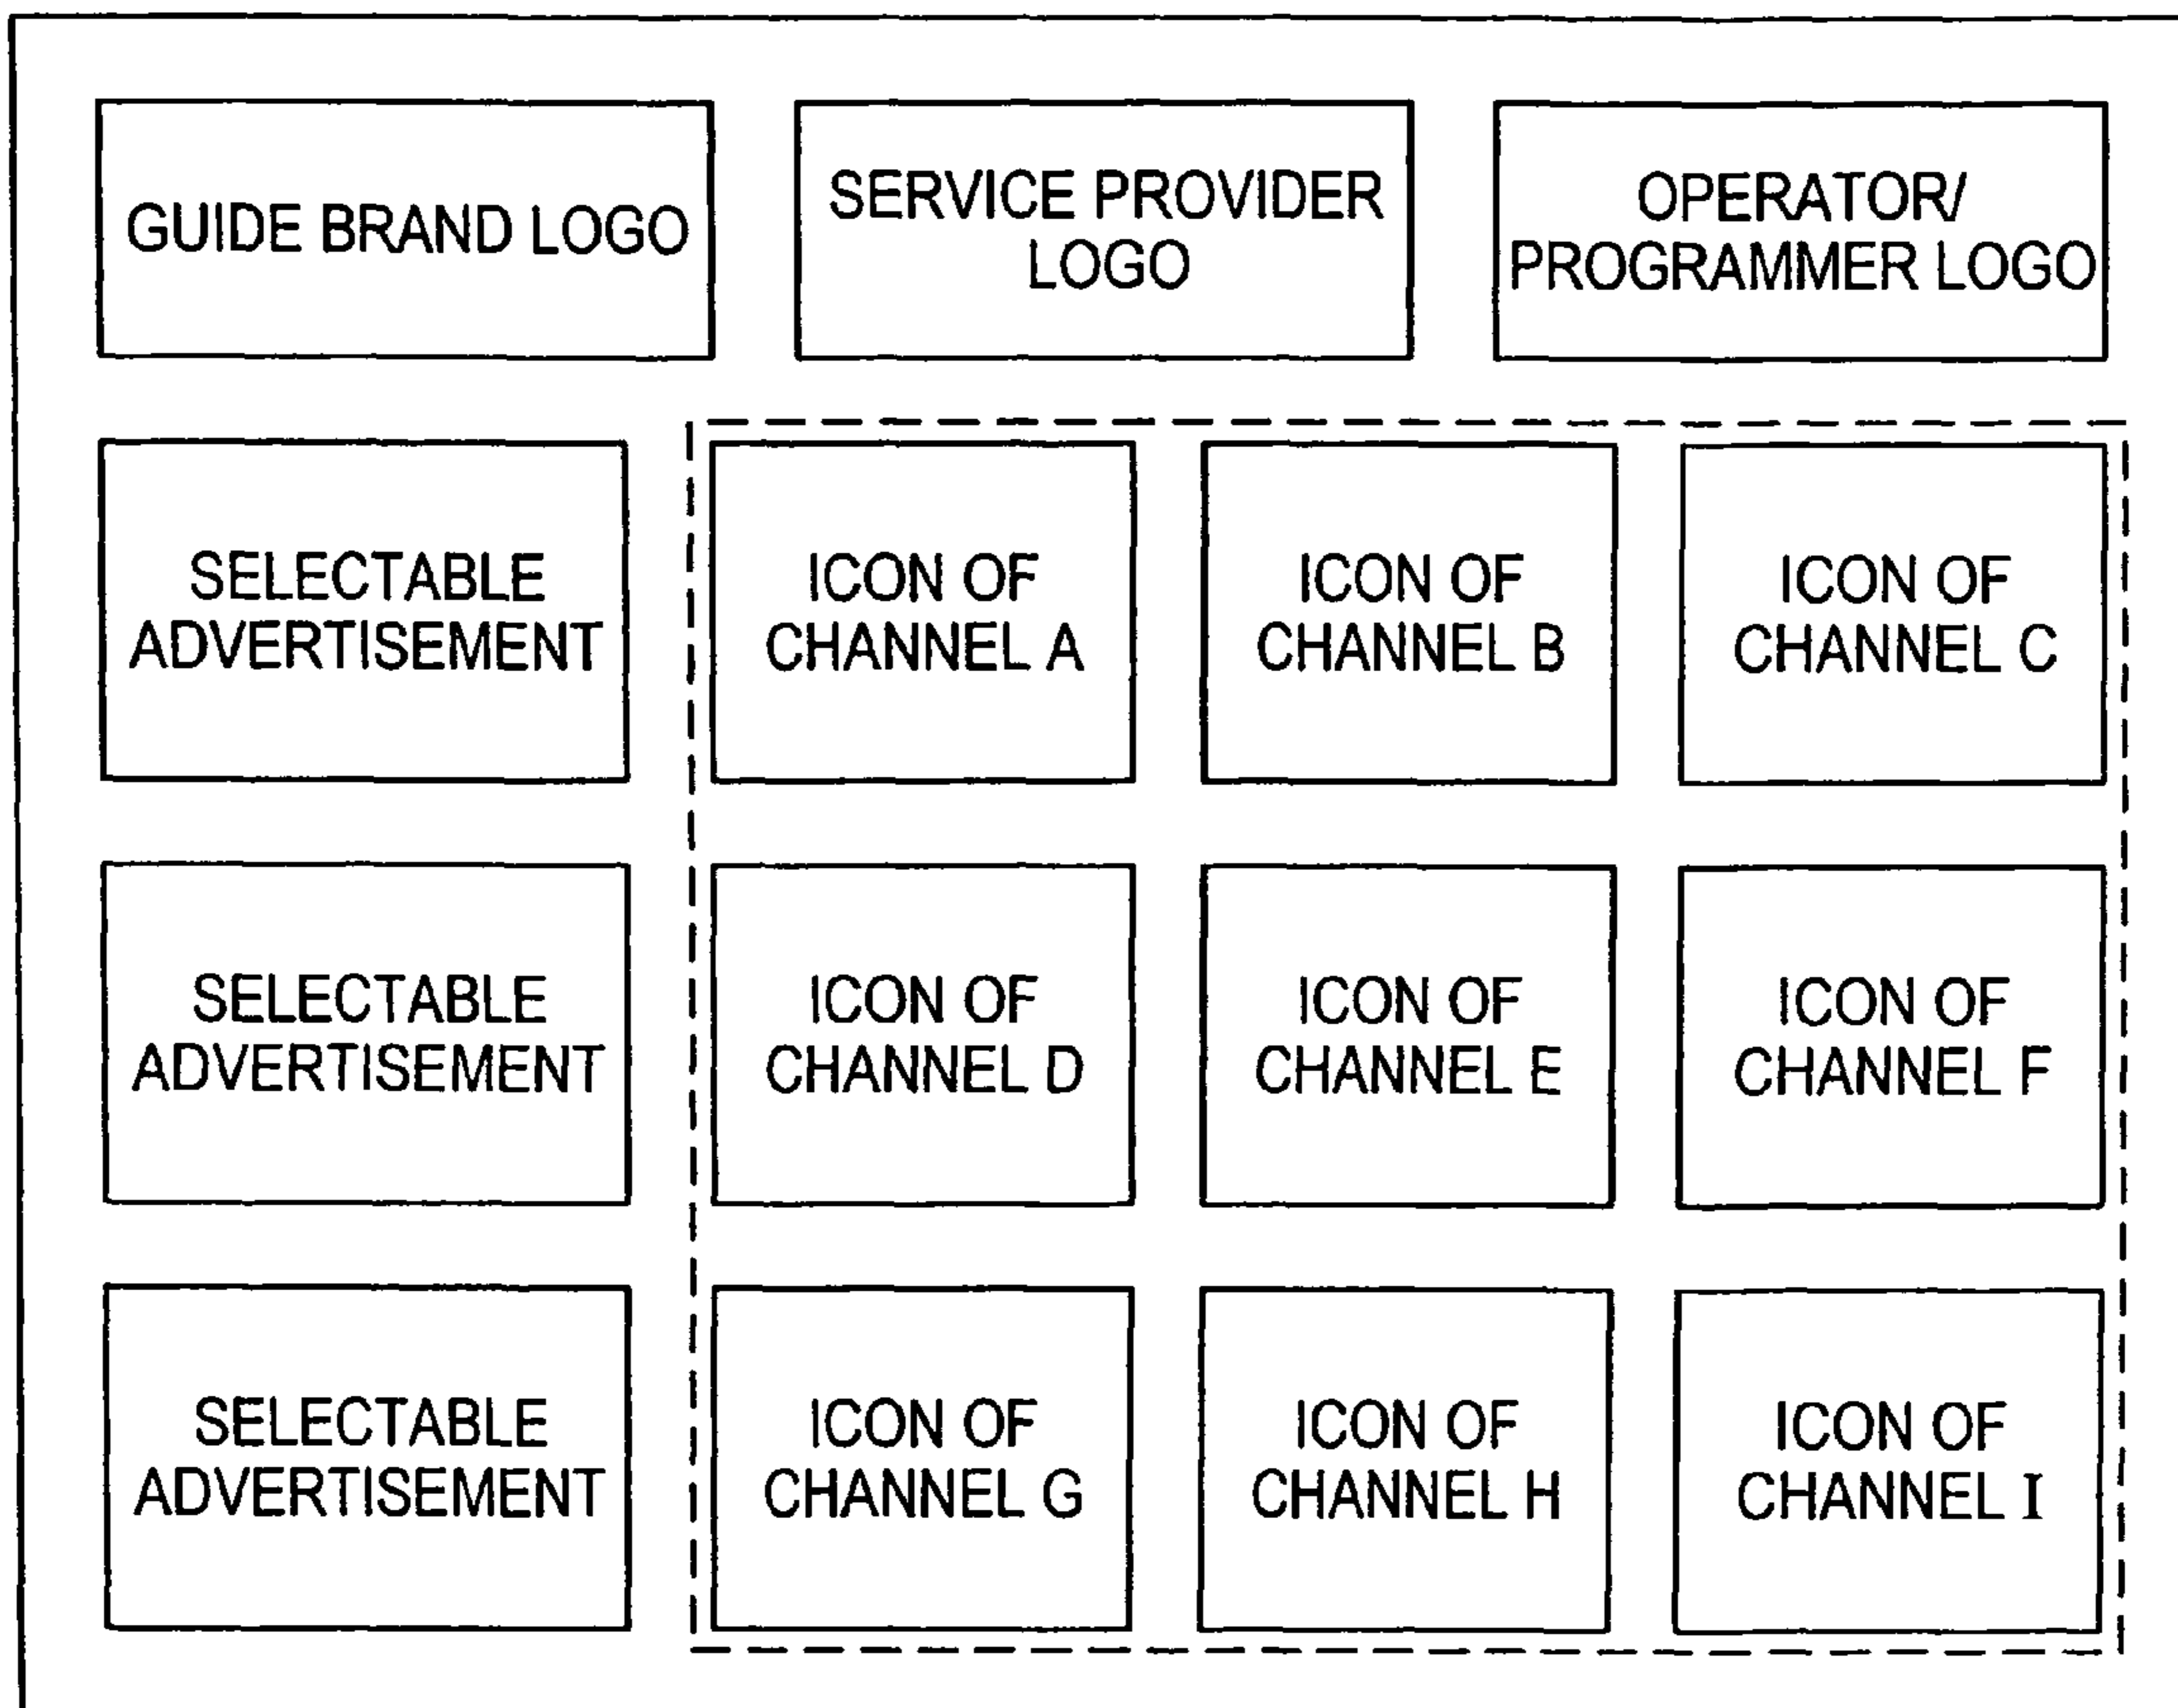 GUIDE BRAND LOGO
SERVICE PROVIDER
LOGO
OPERATOR/
PROGRAMMER LOGO
SELECTABLE
ADVERTISEMENT
ICON OF
CHANNEL A
ICON OF
CHANNEL B
ICON OF
CHANNEL C
SELECTABLE
ADVERTISEMENT
ICON OF
CHANNEL D
ICON OF
CHANNEL E
ICON OF
CHANNEL F
SELECTABLE
ADVERTISEMENT
ICON OF
CHANNEL G
ICON OF
CHANNEL H
ICON OF
CHANNEL I